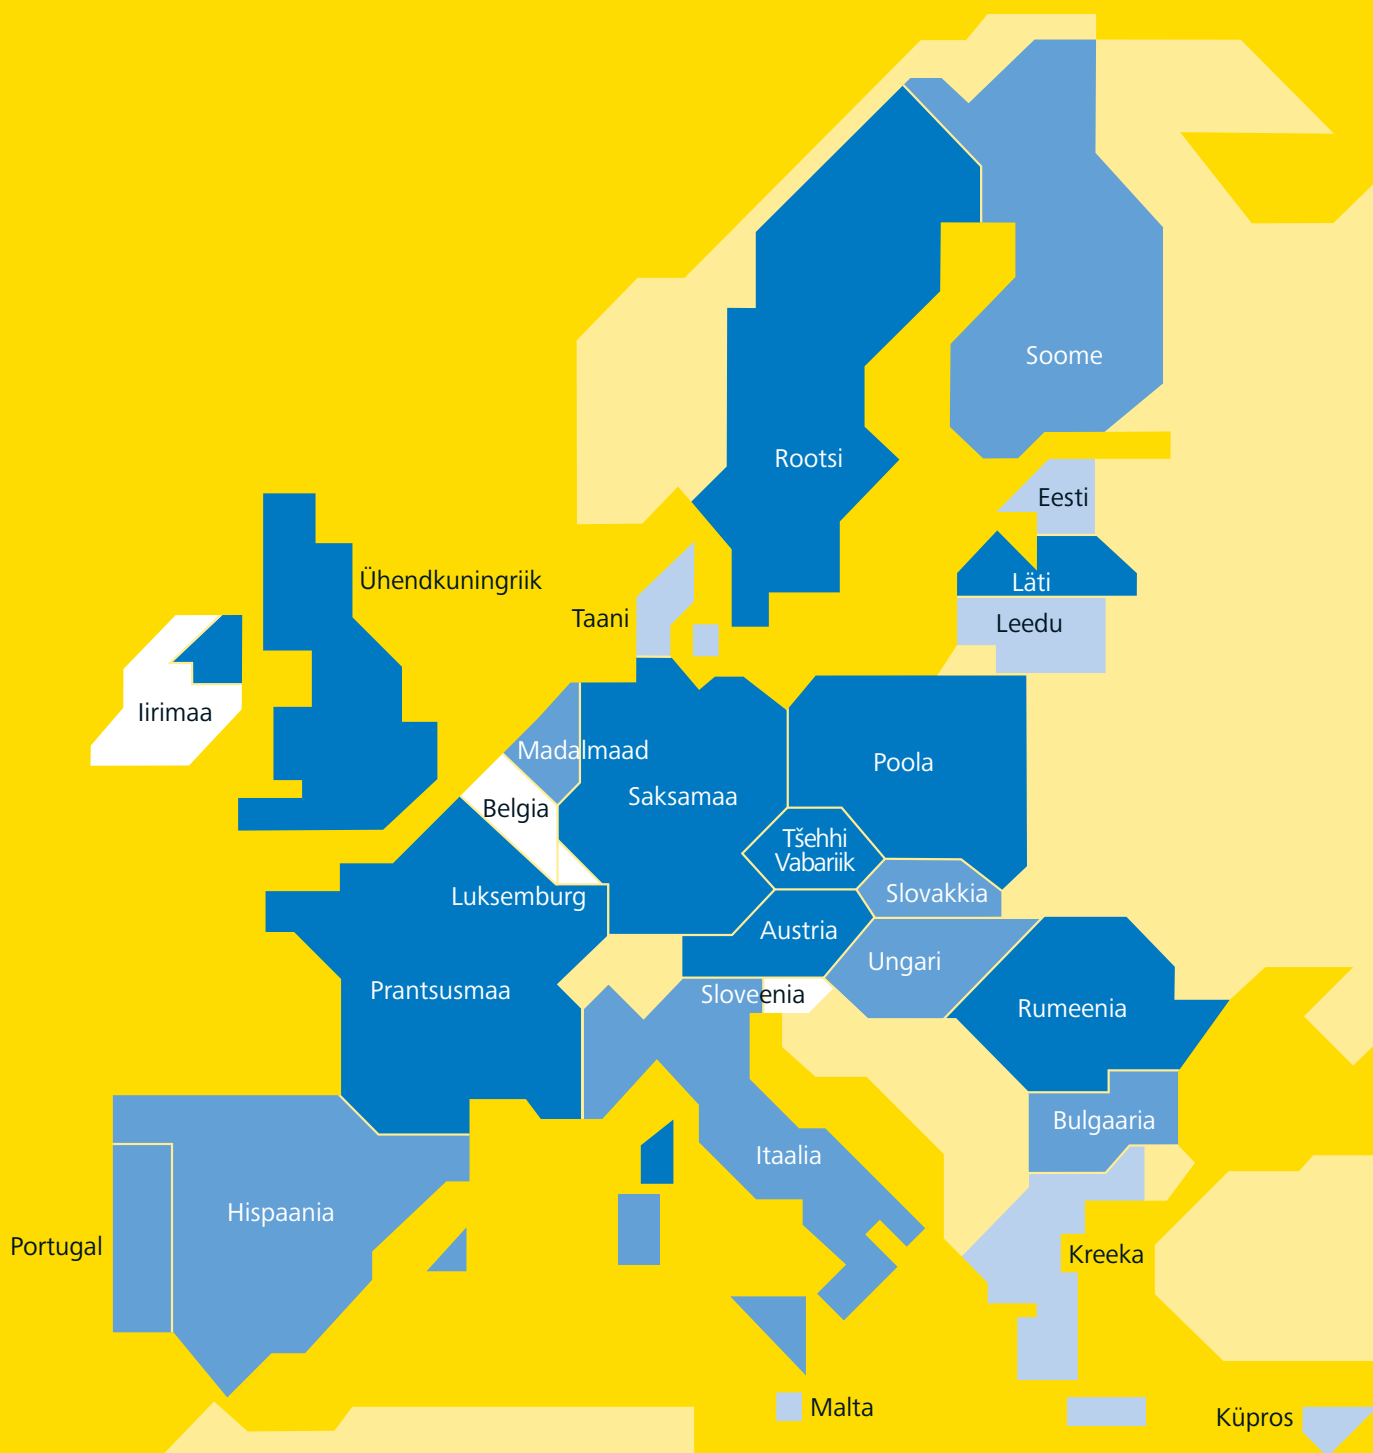 Soome
Rootsi
Eesti
Ühendkuningriik
Läti
Taani
Leedu
Iirimaa
Madalmaad
Poola
Saksamaa
Belgia
Tšehhi
Vabariik
Slovakkia
Luksemburg
Austria
Ungari
Prantsusmaa
Sloveenia
Rumeenia
Bulgaaria
Itaalia
Hispaania
Portugal
Kreeka
Malta
Küpros